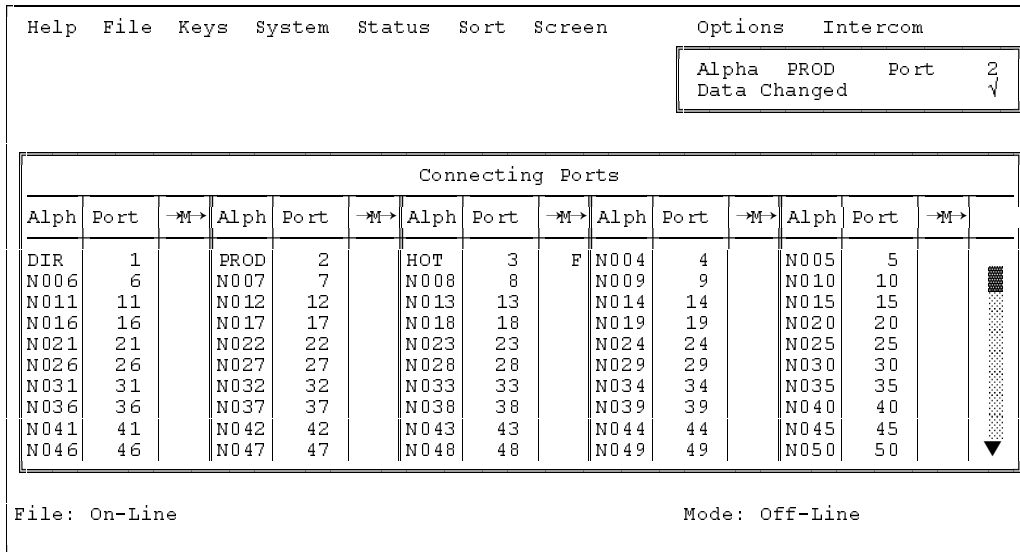 Help File Keys System Status Sort Screen Options Intercom
Alpha PROD Port 2
Data Changed √
Connecting Ports
Alph Port →M→ Alph Port →M→ Alph Port →M→ Alph Port →M→ Alph Port →M→
DIR 1 PROD 2 HOT 3 F N004 4 N005 5
N006 6 N007 7 N008 8 N009 9 N010 10
N011 11 N012 12 N013 13 N014 14 N015 15
N016 16 N017 17 N018 18 N019 19 N020 20
N021 21 N022 22 N023 23 N024 24 N025 25
N026 26 N027 27 N028 28 N029 29 N030 30
N031 31 N032 32 N033 33 N034 34 N035 35
N036 36 N037 37 N038 38 N039 39 N040 40
N041 41 N042 42 N043 43 N044 44 N045 45
N046 46 N047 47 N048 48 N049 49 N050 50
File: On-Line Mode: Off-Line